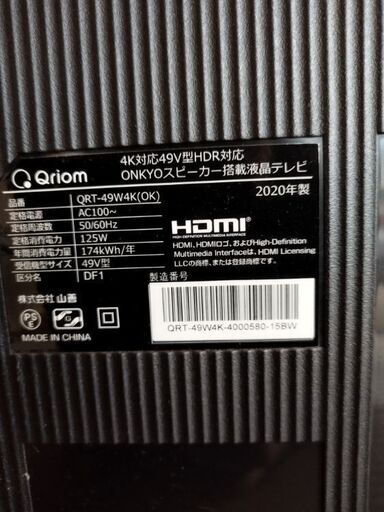 Qriom
4K対応49V型HDR対応
ONKYOスピーカー搭載液晶テレビ
2020年製
品番 QRT-49W4K(OK)
定格電源 AC100~
定格周波数 50/60Hz
定格消費電力 125W
年間消費電力量 174kWh/年
受信機型サイズ 49V型
区分名 DF1
株式会社 山善
PS
E
G
MADE IN CHINA
HDMI
HIGH-DEFINITION MULTIMEDIA INTERFACE
HDMI、HDMIロゴ、およびHigh-Definition
Multimedia Interfaceは、HDMI Licensing
LLCの商標、または登録商標です。
製造番号
QRT-49W4K-4000580-15BW